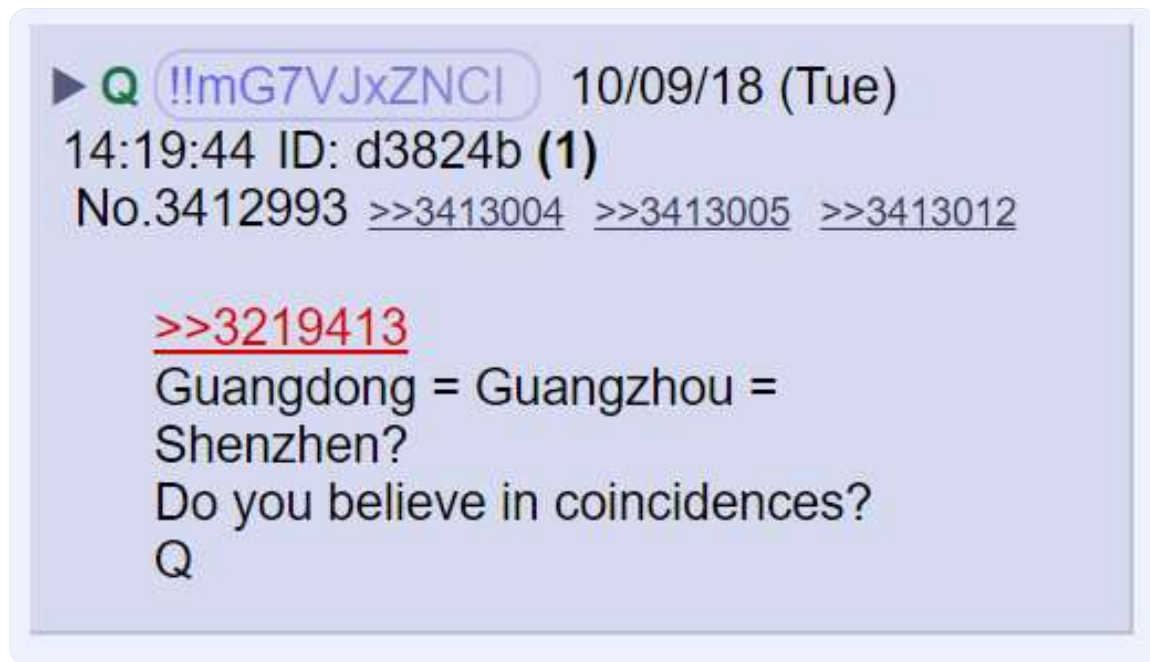 ▶ Q !!mG7VJxZNCI 10/09/18 (Tue)
14:19:44 ID: d3824b (1)
No.3412993 >>3413004 >>3413005 >>3413012
>>3219413
Guangdong = Guangzhou =
Shenzhen?
Do you believe in coincidences?
Q